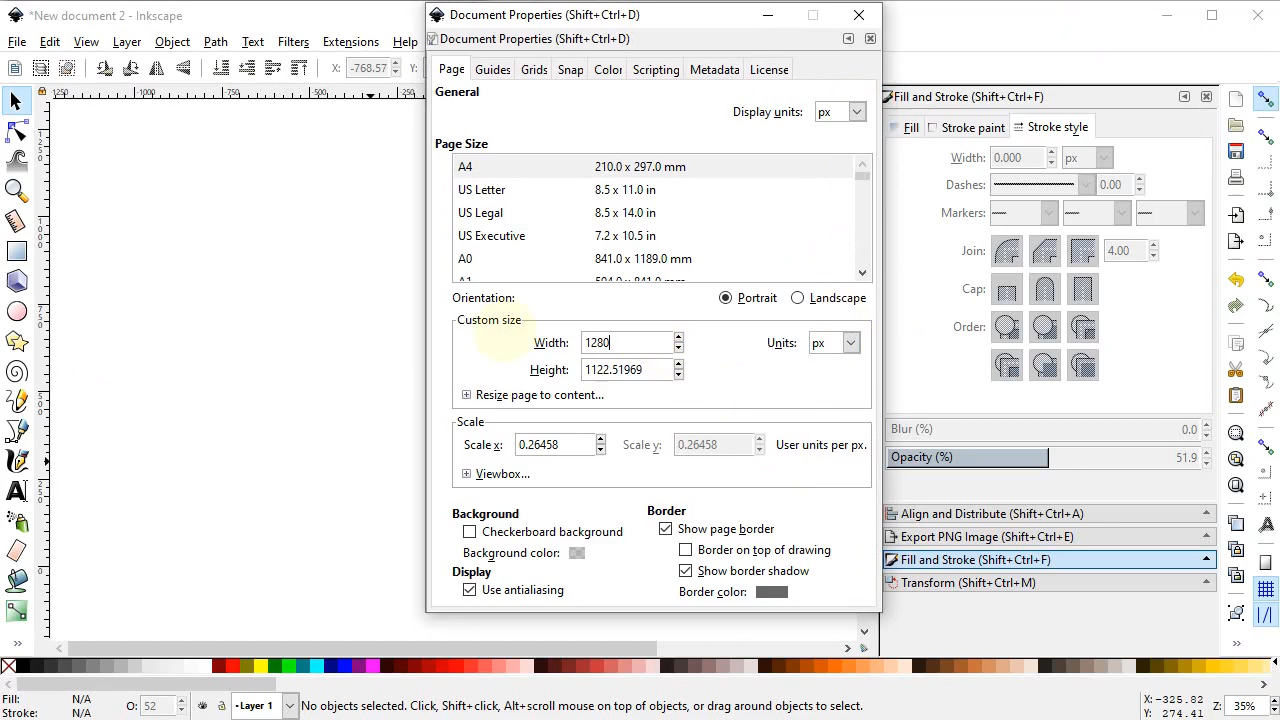 *New document 2 - Inkscape
Document Properties (Shift+Ctrl+D)
Document Properties (Shift+Ctrl+D)
File Edit View Layer Object Path Text Filters Extensions Help
X: -768.57 Y:
Page Guides Grids Snap Color Scripting Metadata License
General
Display units: px
Page Size
A4 210.0 x 297.0 mm
US Letter 8.5 x 11.0 in
US Legal 8.5 x 14.0 in
US Executive 7.2 x 10.5 in
A0 841.0 x 1189.0 mm
A1 594.0 x 841.0 mm
Orientation: Portrait Landscape
Custom size
Width: 1280 Units: px
Height: 1122.51969
Resize page to content...
Scale
Scale x: 0.26458 Scale y: 0.26458 User units per px.
Viewbox...
Background
Checkerboard background
Background color:
Display
Use antialiasing
Border
Show page border
Border on top of drawing
Show border shadow
Border color:
Fill and Stroke (Shift+Ctrl+F)
Fill Stroke paint Stroke style
Width: 0.000 px
Dashes: 0.00
Markers:
Join: 4.00
Cap:
Order:
Blur (%) 0.0
Opacity (%) 51.9
Align and Distribute (Shift+Ctrl+A)
Export PNG Image (Shift+Ctrl+E)
Fill and Stroke (Shift+Ctrl+F)
Transform (Shift+Ctrl+M)
Fill: N/A
Stroke: N/A
O: 52
Layer 1
No objects selected. Click, Shift+click, Alt+scroll mouse on top of objects, or drag around objects to select.
X: -325.82
Y: 274.41
Z: 35%